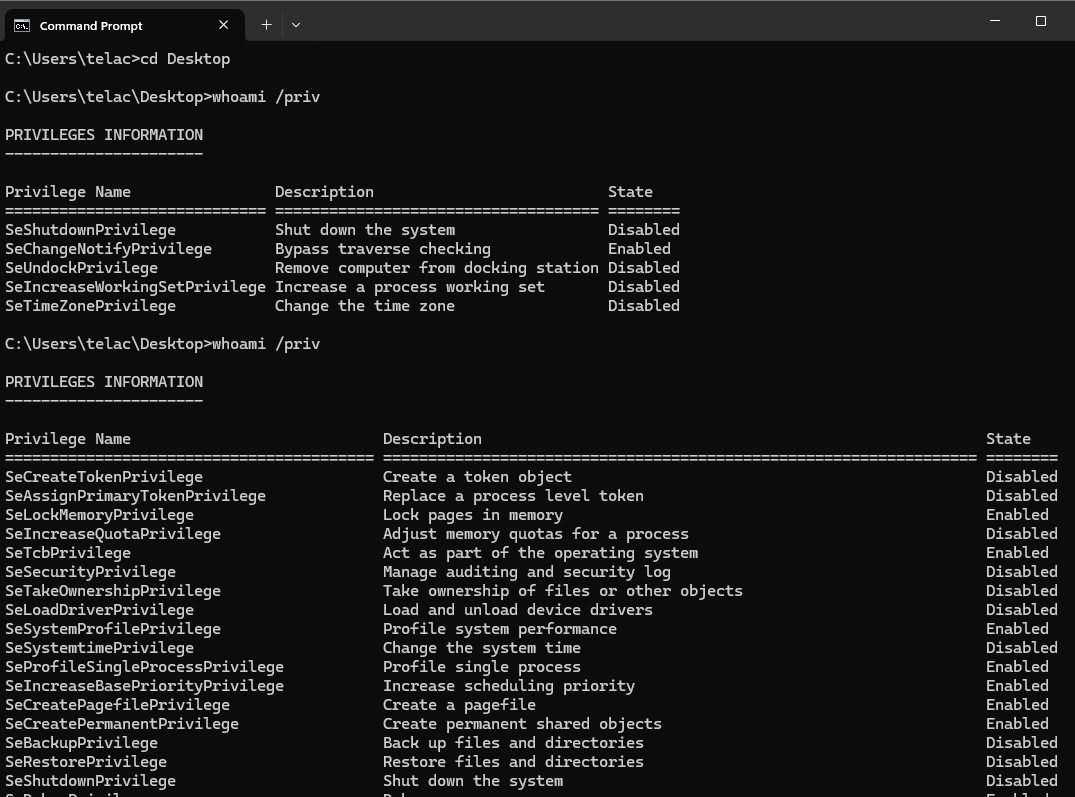 Command Prompt
C:\Users\telac>cd Desktop
C:\Users\telac\Desktop>whoami /priv
PRIVILEGES INFORMATION
----------------------
Privilege Name                Description                          State
============================= ==================================== ========
SeShutdownPrivilege           Shut down the system                 Disabled
SeChangeNotifyPrivilege       Bypass traverse checking             Enabled
SeUndockPrivilege             Remove computer from docking station Disabled
SeIncreaseWorkingSetPrivilege Increase a process working set       Disabled
SeTimeZonePrivilege           Change the time zone                 Disabled
C:\Users\telac\Desktop>whoami /priv
PRIVILEGES INFORMATION
----------------------
Privilege Name                            Description                                                        State
========================================= ================================================================== ========
SeCreateTokenPrivilege                    Create a token object                                              Disabled
SeAssignPrimaryTokenPrivilege             Replace a process level token                                      Disabled
SeLockMemoryPrivilege                     Lock pages in memory                                               Enabled
SeIncreaseQuotaPrivilege                  Adjust memory quotas for a process                                 Disabled
SeTcbPrivilege                            Act as part of the operating system                                Enabled
SeSecurityPrivilege                       Manage auditing and security log                                   Disabled
SeTakeOwnershipPrivilege                  Take ownership of files or other objects                           Disabled
SeLoadDriverPrivilege                     Load and unload device drivers                                     Disabled
SeSystemProfilePrivilege                  Profile system performance                                         Enabled
SeSystemtimePrivilege                     Change the system time                                             Disabled
SeProfileSingleProcessPrivilege           Profile single process                                             Enabled
SeIncreaseBasePriorityPrivilege           Increase scheduling priority                                       Enabled
SeCreatePagefilePrivilege                 Create a pagefile                                                  Enabled
SeCreatePermanentPrivilege                Create permanent shared objects                                    Enabled
SeBackupPrivilege                         Back up files and directories                                      Disabled
SeRestorePrivilege                        Restore files and directories                                      Disabled
SeShutdownPrivilege                       Shut down the system                                               Disabled